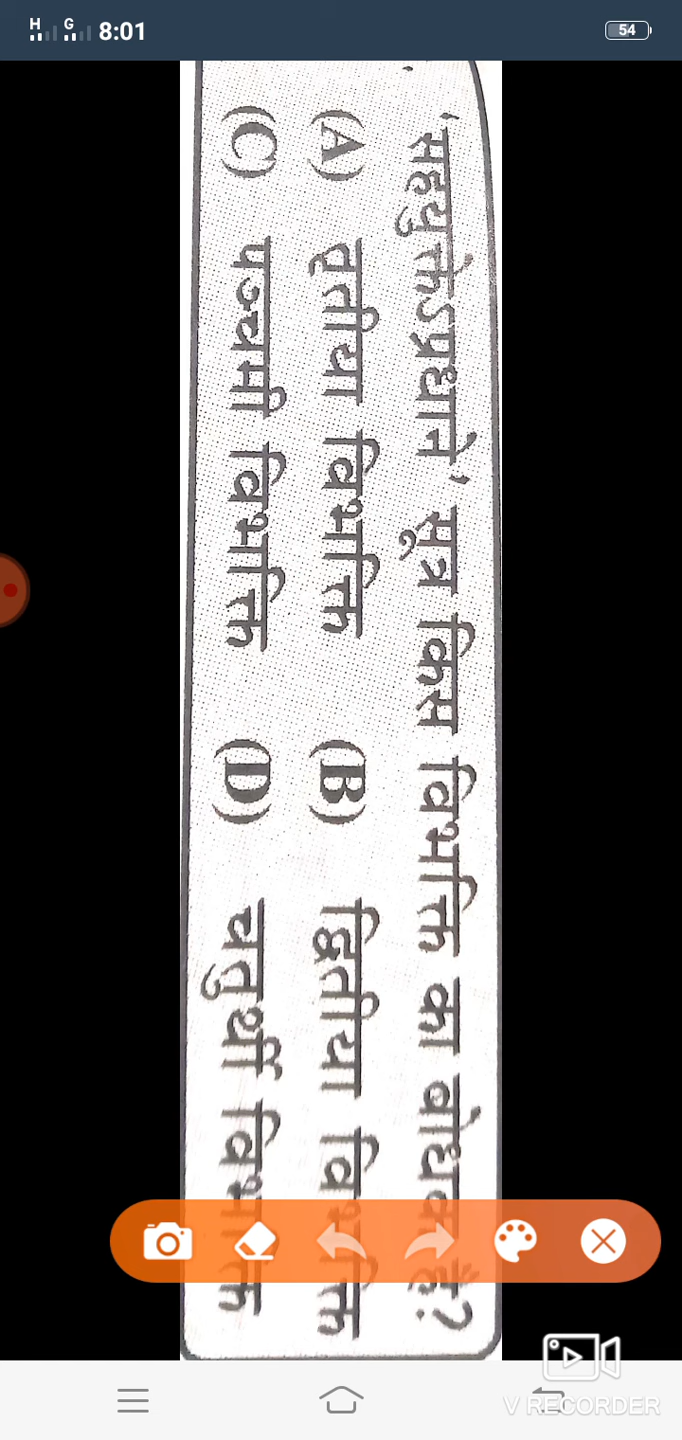 H G 8:01 54
'सहयुक्तेऽप्रधाने' सूत्र किस विभक्ति का बोधक है?
(A) तृतीया विभक्ति (B) द्वितीया विभक्ति
(C) पञ्चमी विभक्ति (D) चतुर्थी विभक्ति
V RECORDER